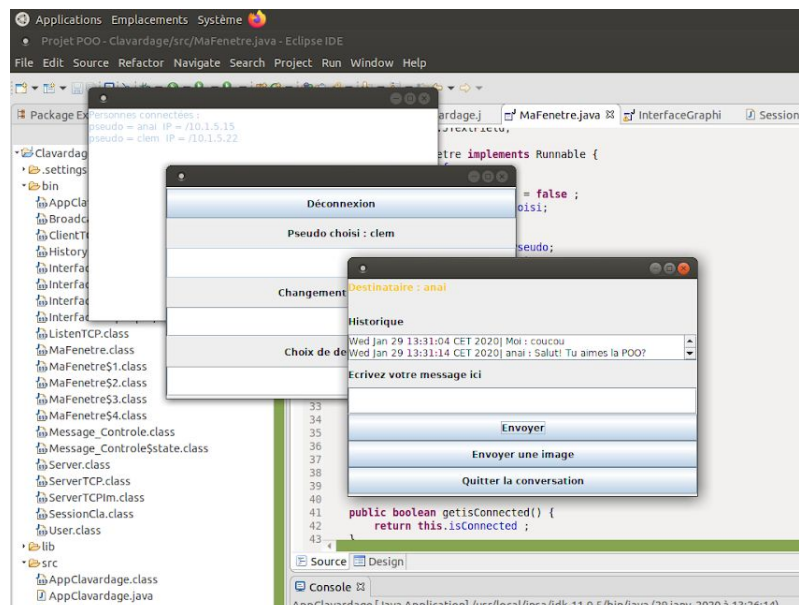 Applications Emplacements Système
Projet POO - Clavardage/src/MaFenetre.java - Eclipse IDE
File Edit Source Refactor Navigate Search Project Run Window Help
Package Ex
ardage.j
MaFenetre.java
InterfaceGraphi
Session
Personnes connectées :
pseudo = anai IP = /10.1.5.15
pseudo = clem IP = /10.1.5.22
etre implements Runnable {
= false ;
oisi;
seudo;
Clavardag
.settings
bin
AppCla
Broadca
ClientT
History
Interfac
Interfac
Interfac
Interfac
ListenTCP.class
MaFenetre.class
MaFenetre$1.class
MaFenetre$2.class
MaFenetre$3.class
MaFenetre$4.class
Message_Controle.class
Message_Controle$state.class
Server.class
ServerTCP.class
ServerTCPIm.class
SessionCla.class
User.class
lib
src
AppClavardage.class
AppClavardage.java
Déconnexion
Pseudo choisi : clem
Changement
Choix de de
Destinataire : anai
Historique
Wed Jan 29 13:31:04 CET 2020| Moi : coucou
Wed Jan 29 13:31:14 CET 2020| anai : Salut! Tu aimes la POO?
Ecrivez votre message ici
Envoyer
Envoyer une image
Quitter la conversation
33
34
35
36
37
38
39
40
41 public boolean getisConnected() {
42 return this.isConnected ;
43 }
Source Design
Console